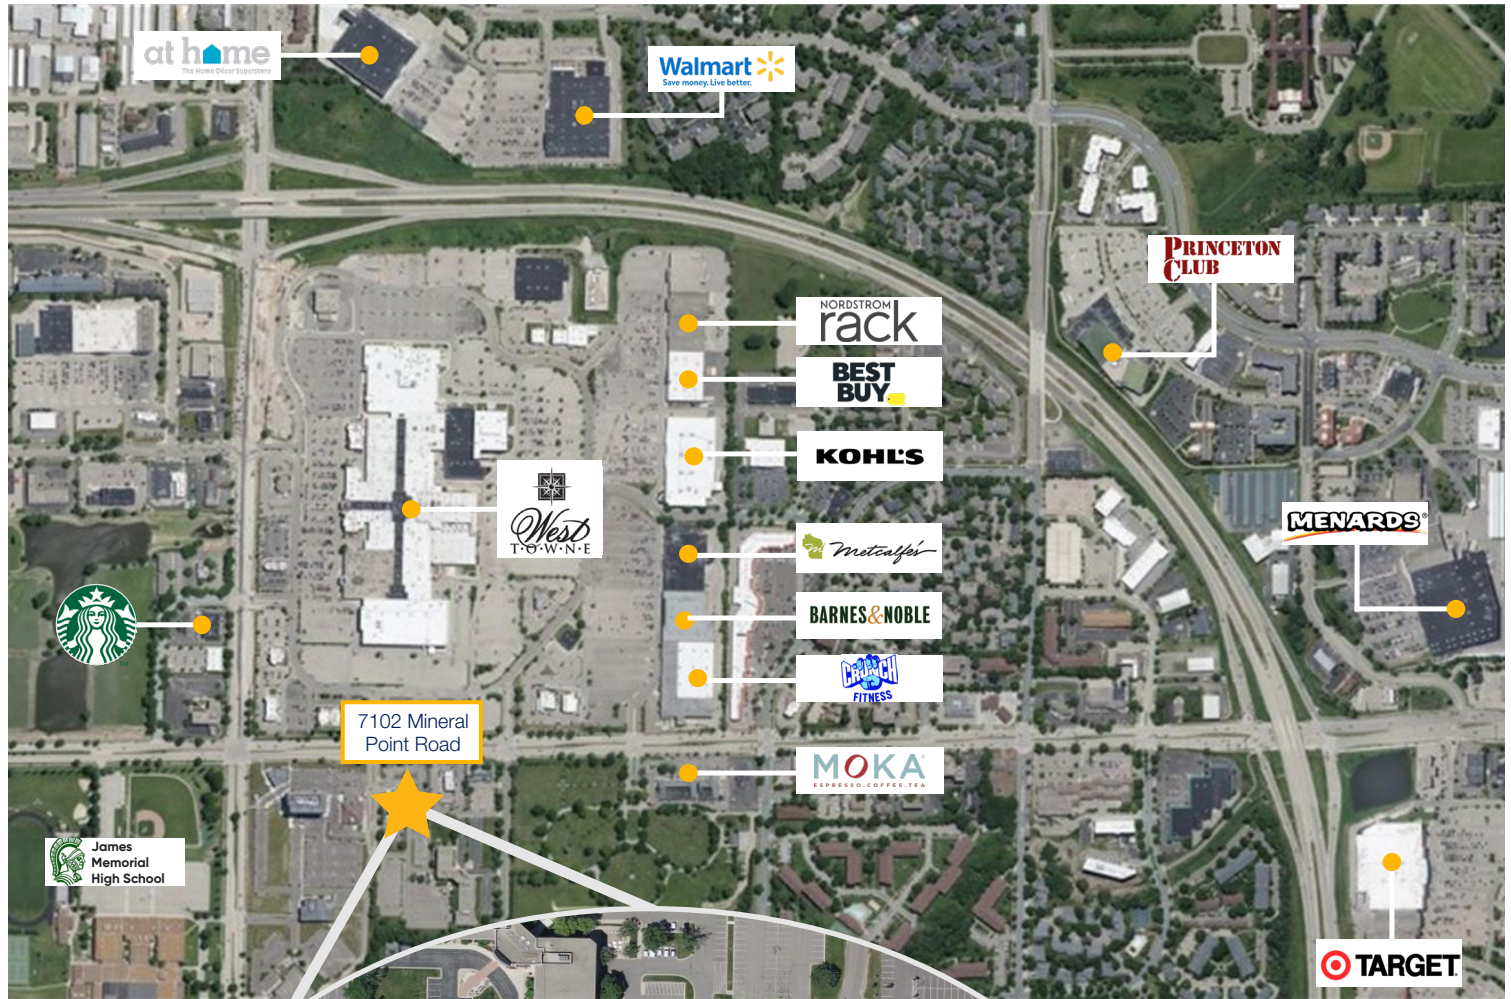 at home
The Home Décor Superstore
Walmart
Save money. Live better.
PRINCETON
CLUB
NORDSTROM
rack
BEST
BUY
KOHL'S
West
T·O·W·N·E
MENARDS®
m Metcalfe's
BARNES&NOBLE
CRUNCH
FITNESS
7102 Mineral
Point Road
MOKA
ESPRESSO.COFFEE.TEA
James
Memorial
High School
TARGET